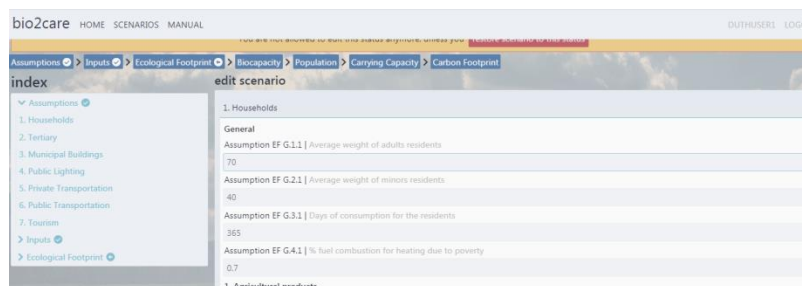 bio2care HOME SCENARIOS MANUAL DUTHUSER1
You are not allowed to edit this status anymore, unless you
Assumptions > Inputs > Ecological Footprint > Biocapacity > Population > Carrying Capacity > Carbon Footprint
index
Assumptions
1. Households
2. Tertiary
3. Municipal Buildings
4. Public Lighting
5. Private Transportation
6. Public Transportation
7. Tourism
Inputs
Ecological Footprint
edit scenario
1. Households
General
Assumption EF G.1.1 | Average weight of adults residents
70
Assumption EF G.2.1 | Average weight of minors residents
40
Assumption EF G.3.1 | Days of consumption for the residents
365
Assumption EF G.4.1 | % fuel combustion for heating due to poverty
0.7
1. Agricultural products